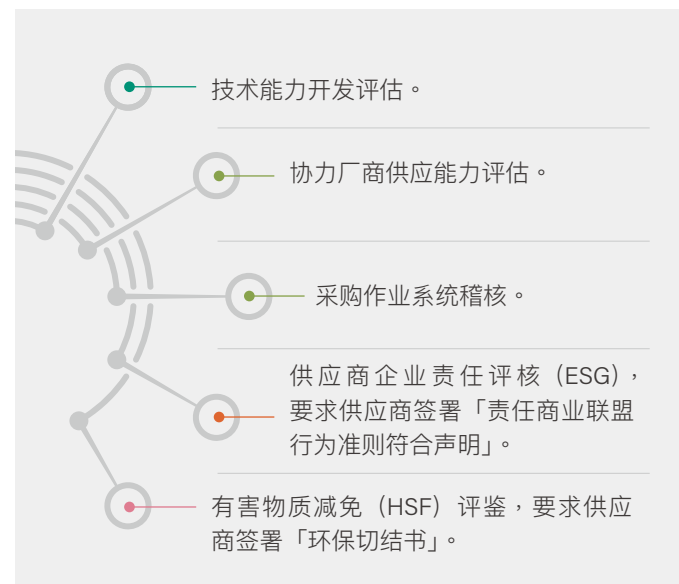 技术能力开发评估。
协力厂商供应能力评估。
采购作业系统稽核。
供应商企业责任评核（ESG），
要求供应商签署「责任商业联盟
行为准则符合声明」。
有害物质减免（HSF）评鉴，要求供应
商签署「环保切结书」。